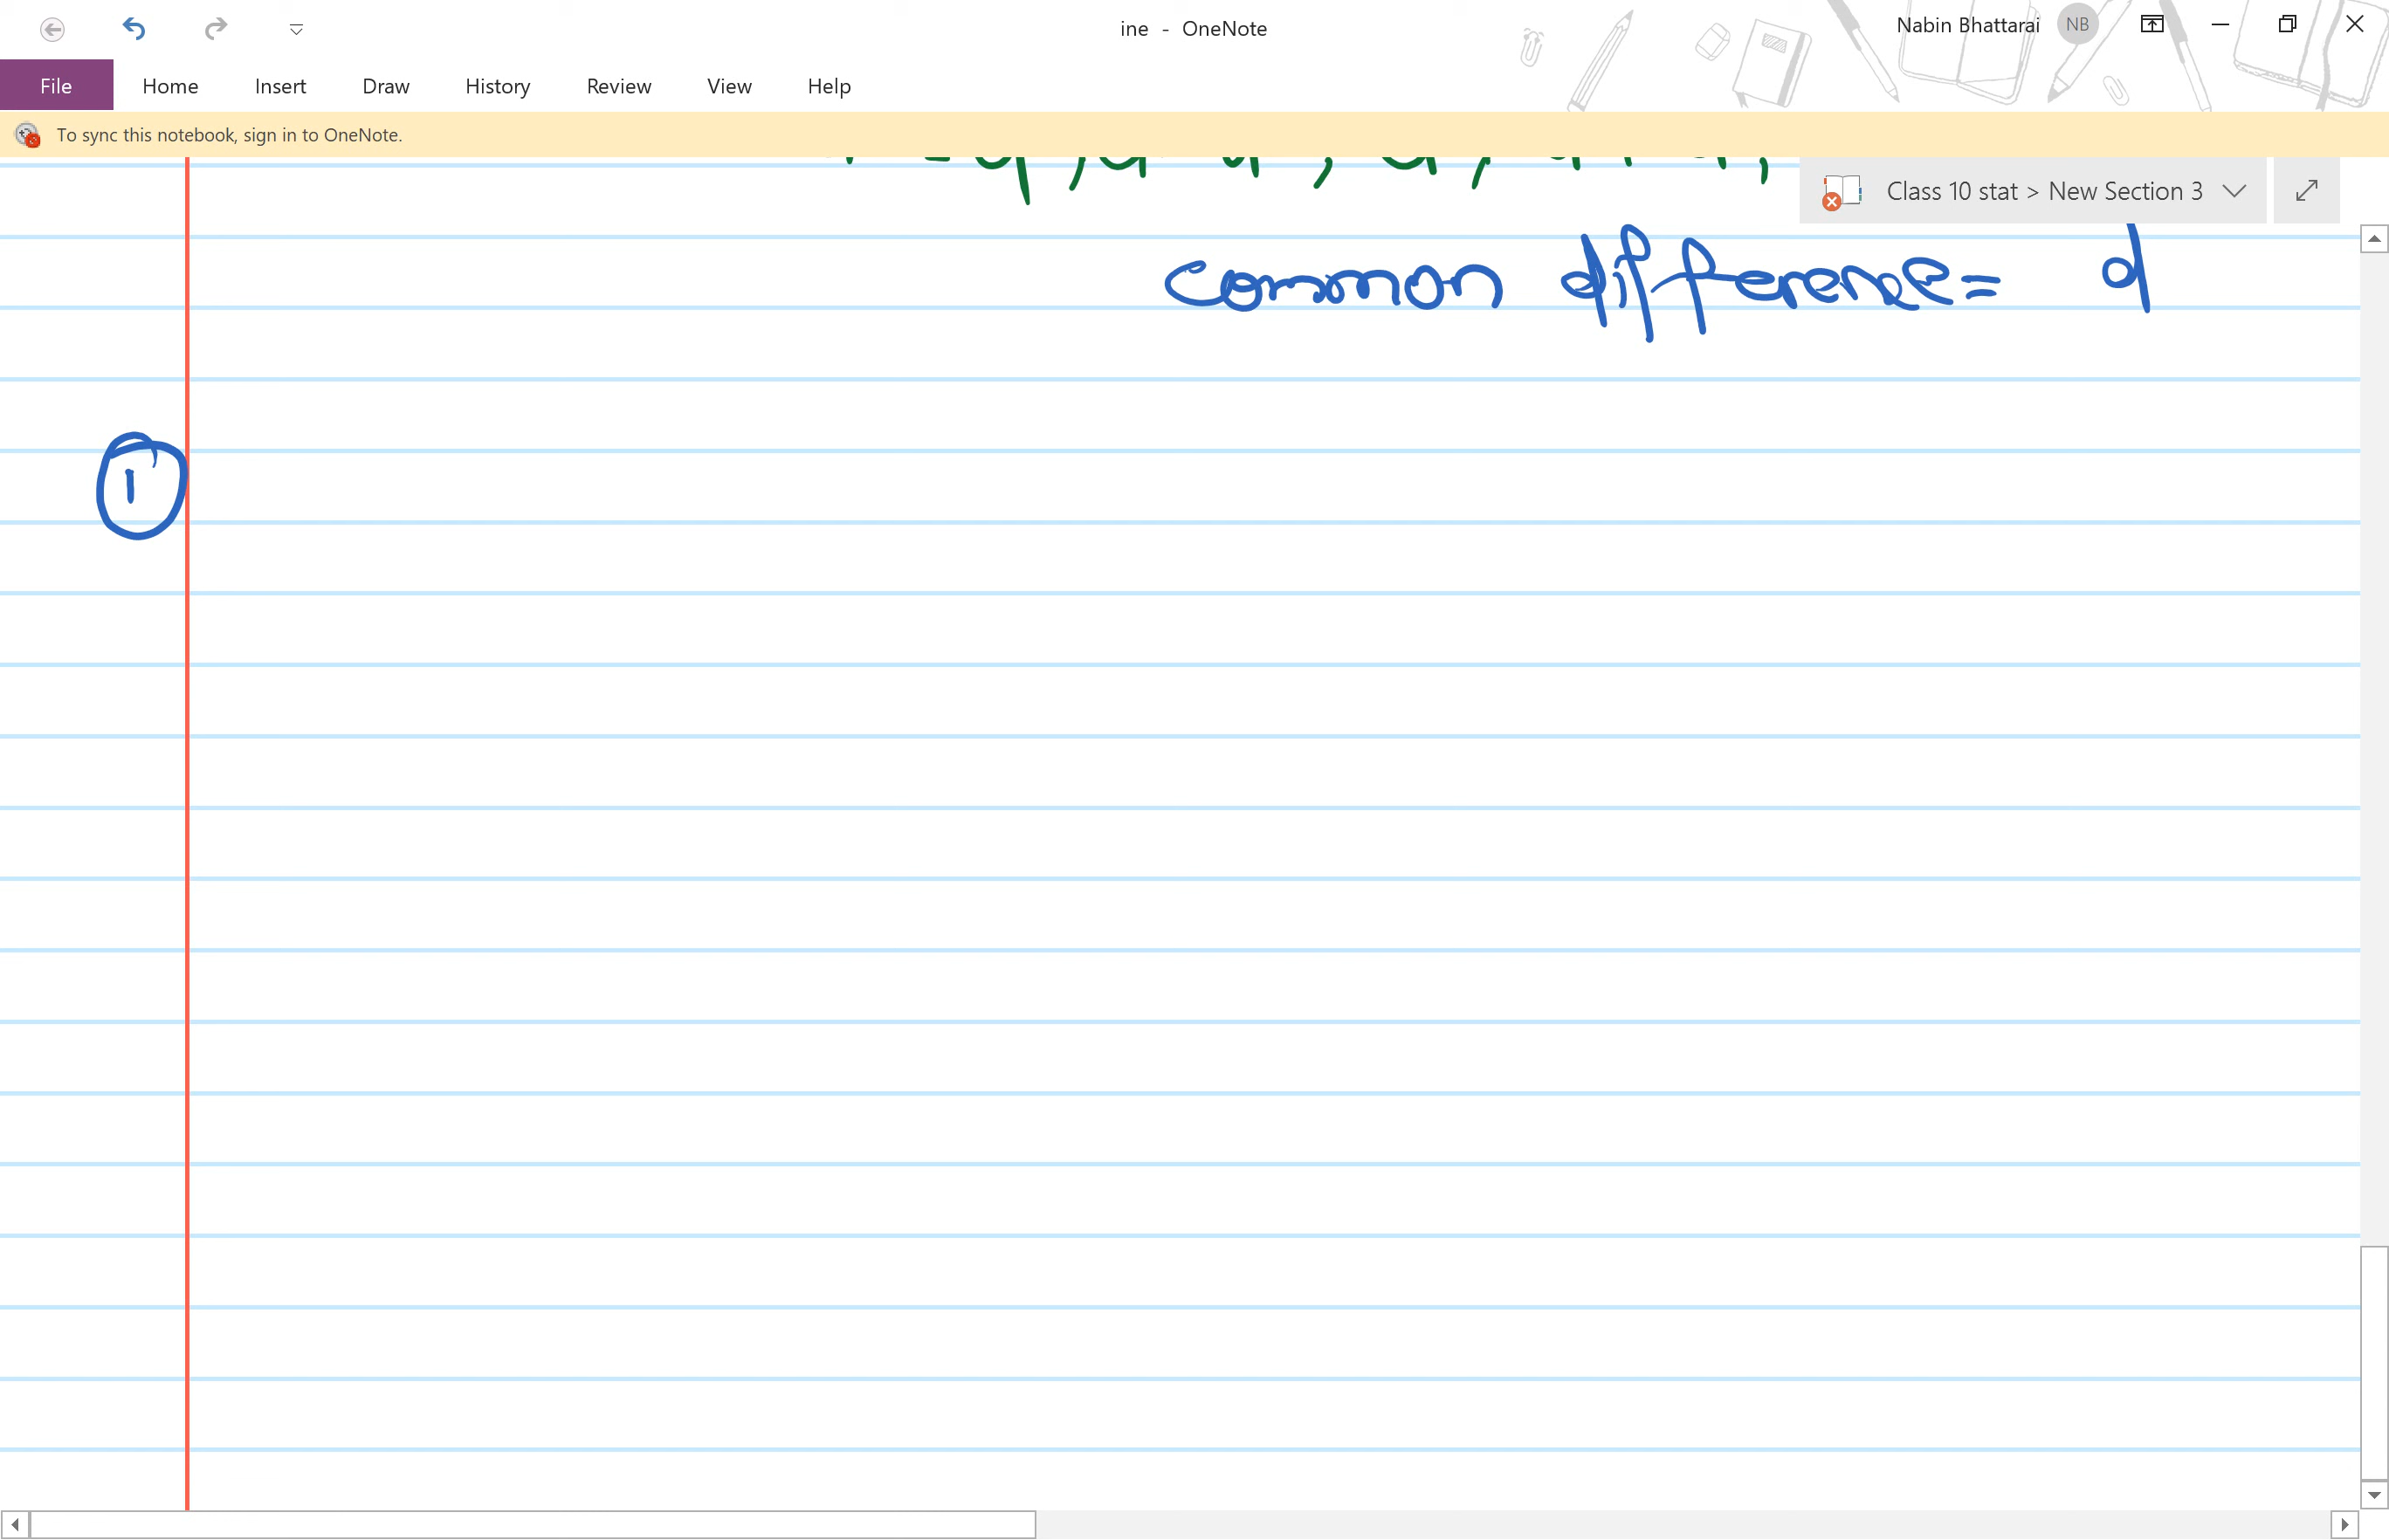 ine - OneNote
Nabin Bhattarai NB
File Home Insert Draw History Review View Help
To sync this notebook, sign in to OneNote.
Class 10 stat > New Section 3
common difference = d
1